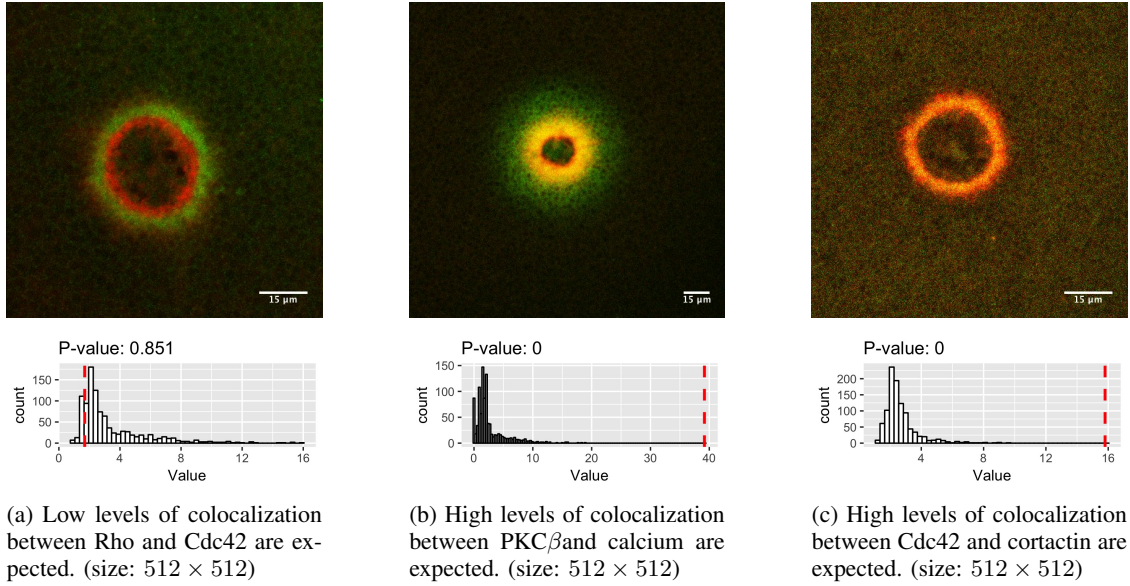 15 µm
15 µm
15 µm
P-value: 0.851
150
100
50
0
count
0
4
8
12
16
Value
P-value: 0
150
100
50
0
count
0
10
20
30
40
Value
P-value: 0
200
150
100
50
0
count
4
8
12
16
Value
(a) Low levels of colocalization
between Rho and Cdc42 are ex-
pected. (size: 512 × 512)
(b) High levels of colocalization
between PKCβand calcium are
expected. (size: 512 × 512)
(c) High levels of colocalization
between Cdc42 and cortactin are
expected. (size: 512 × 512)